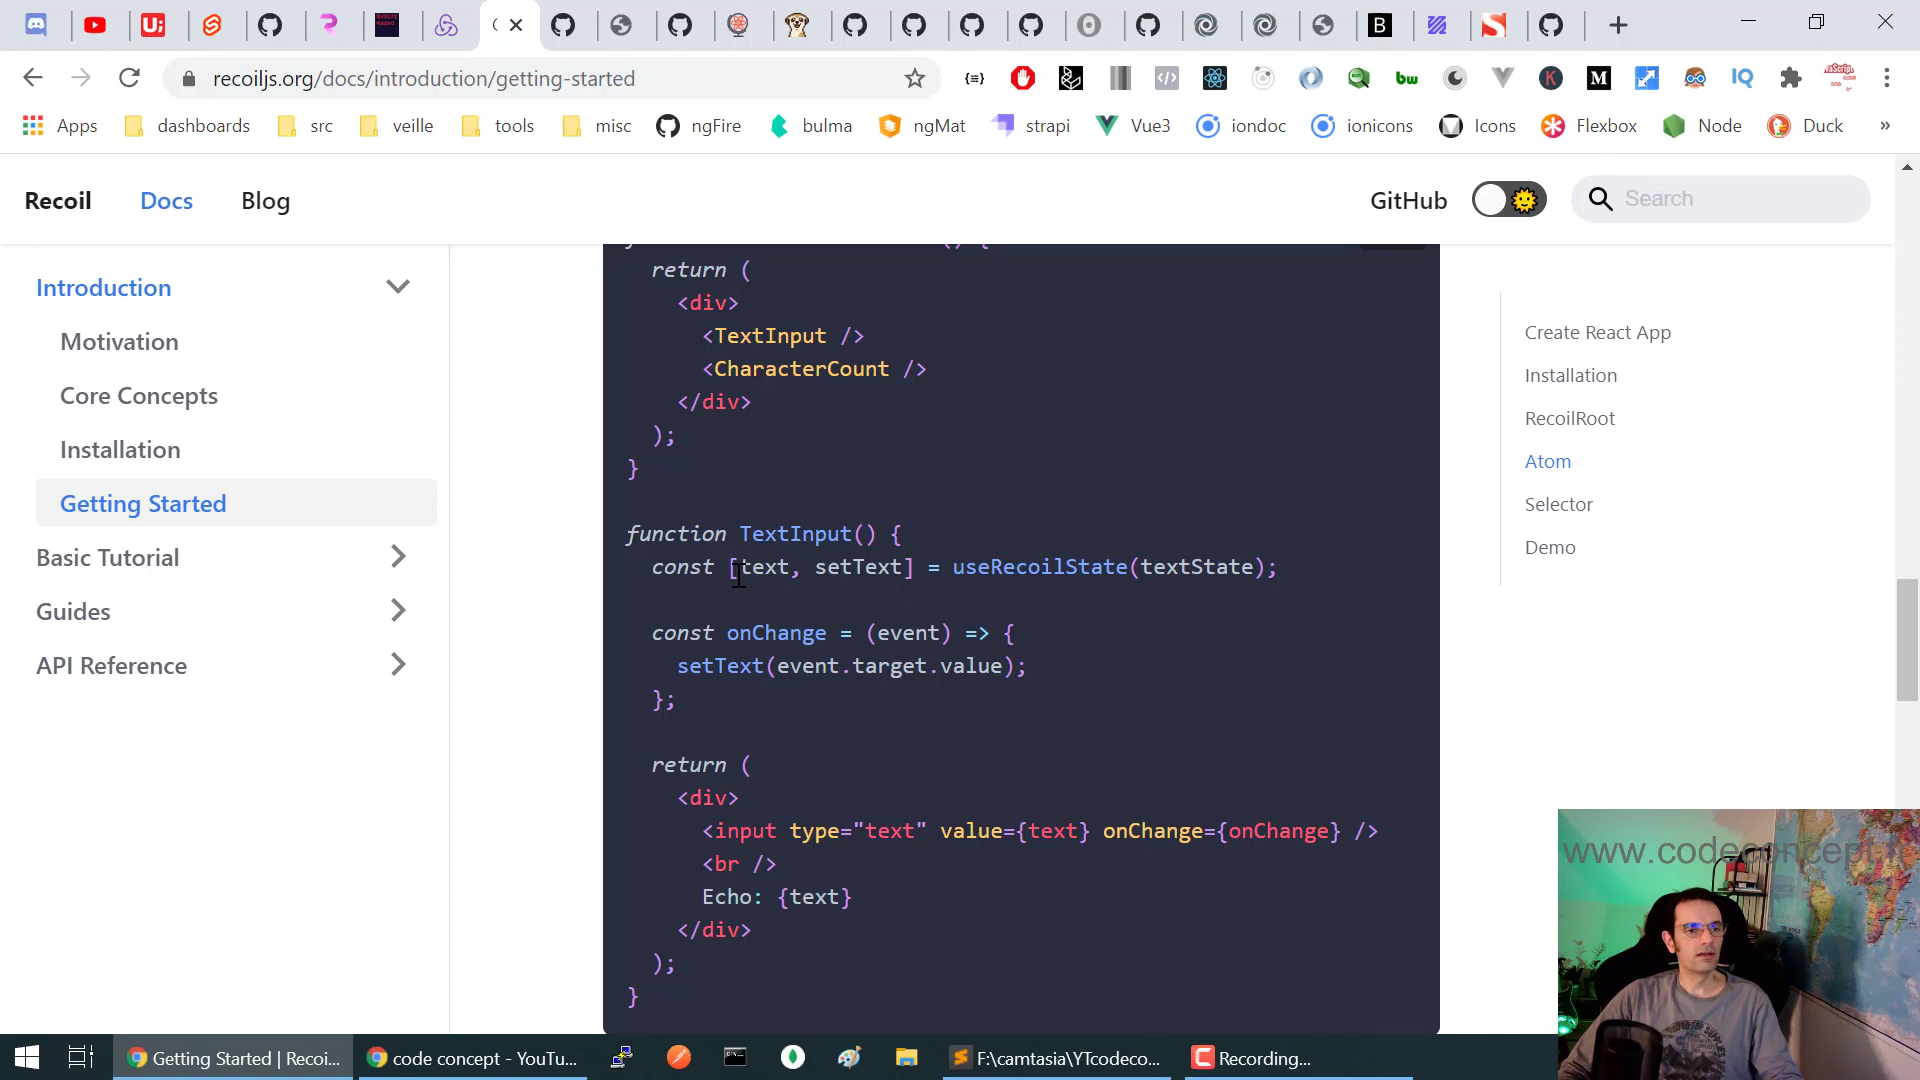 recoiljs.org/docs/introduction/getting-started
Apps dashboards src veille tools misc ngFire bulma ngMat strapi Vue3 iondoc ionicons Icons Flexbox Node Duck »
Recoil Docs Blog GitHub Search
Introduction
Motivation
Core Concepts
Installation
Getting Started
Basic Tutorial
Guides
API Reference
return (
<div>
<TextInput />
<CharacterCount />
</div>
);
}
function TextInput() {
const [text, setText] = useRecoilState(textState);
const onChange = (event) => {
setText(event.target.value);
};
return (
<div>
<input type="text" value={text} onChange={onChange} />
<br />
Echo: {text}
</div>
);
}
Create React App
Installation
RecoilRoot
Atom
Selector
Demo
www.codeconcept.fr
Getting Started | Recoi... code concept - YouTu... F:\camtasia\YTcodeco... Recording...